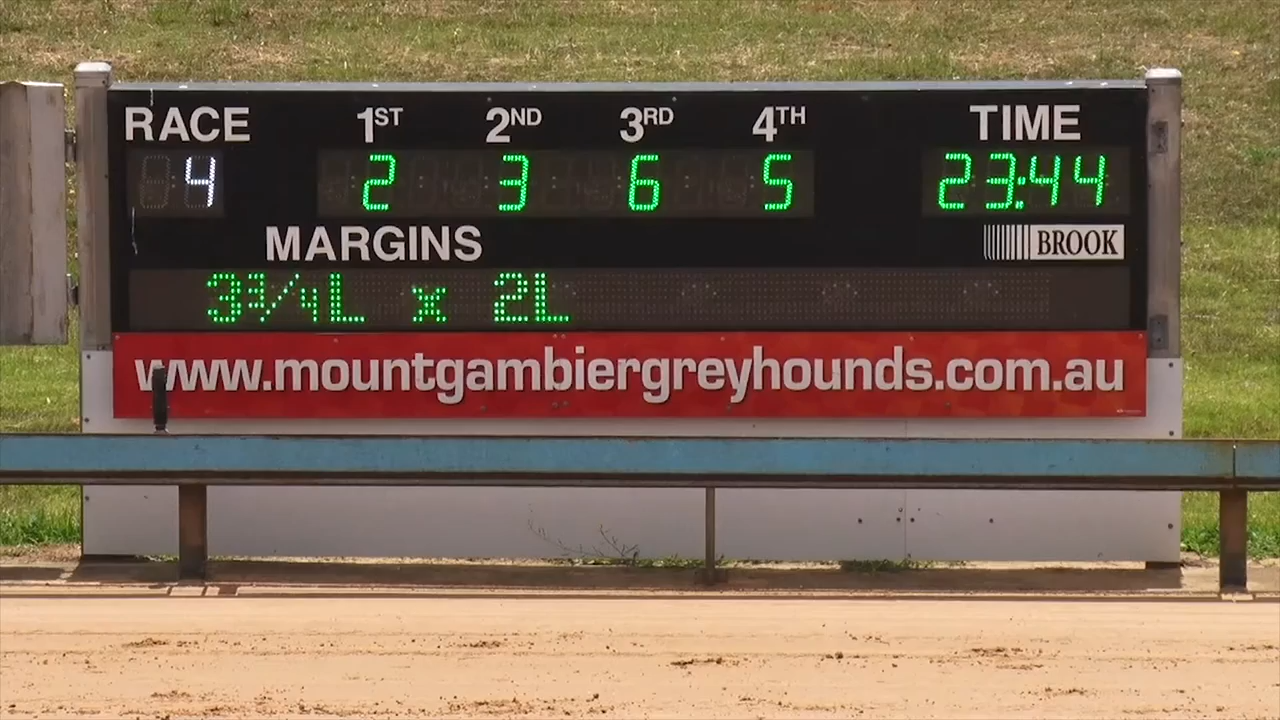 RACE 1ST 2ND 3RD 4TH TIME
4 2 3 6 5 23:44
MARGINS BROOK
3¾L x 2L
www.mountgambiergreyhounds.com.au